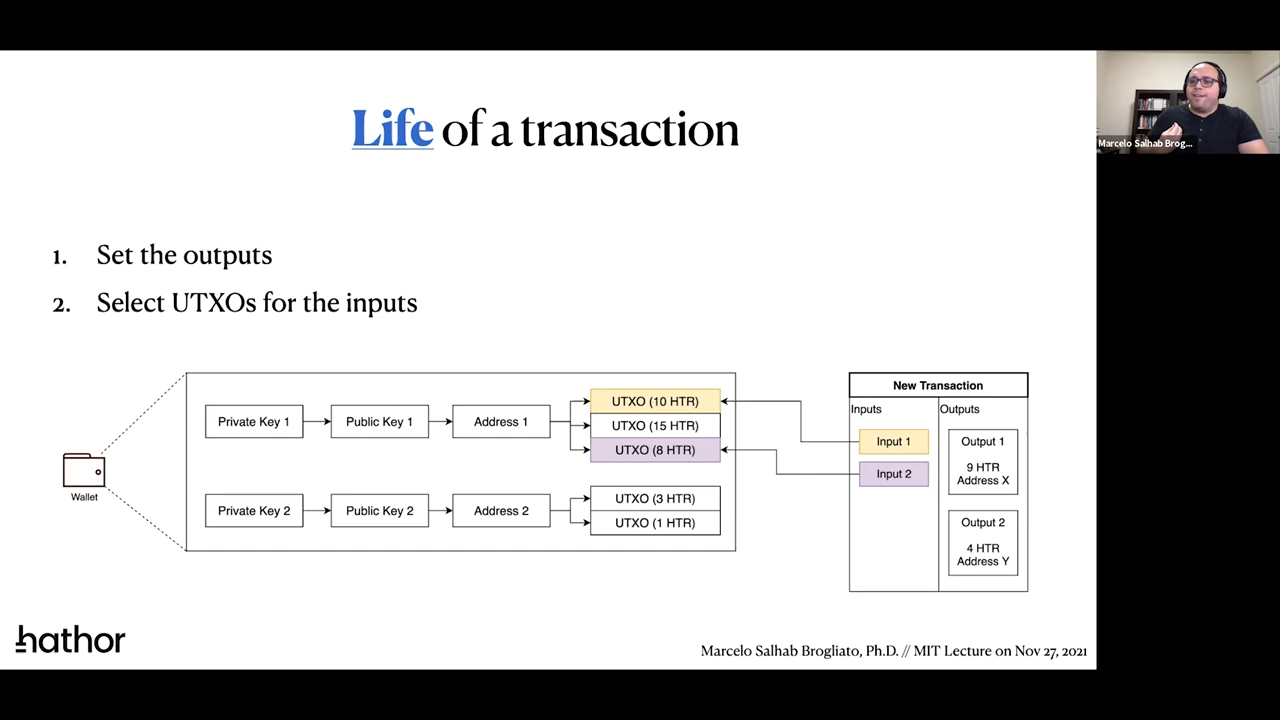 Life of a transaction
Marcelo Salhab Brog...
1. Set the outputs
2. Select UTXOs for the inputs
Wallet
Private Key 1
Public Key 1
Address 1
UTXO (10 HTR)
UTXO (15 HTR)
UTXO (8 HTR)
Private Key 2
Public Key 2
Address 2
UTXO (3 HTR)
UTXO (1 HTR)
New Transaction
Inputs
Outputs
Input 1
Input 2
Output 1
9 HTR
Address X
Output 2
4 HTR
Address Y
hathor
Marcelo Salhab Brogliato, Ph.D. // MIT Lecture on Nov 27, 2021